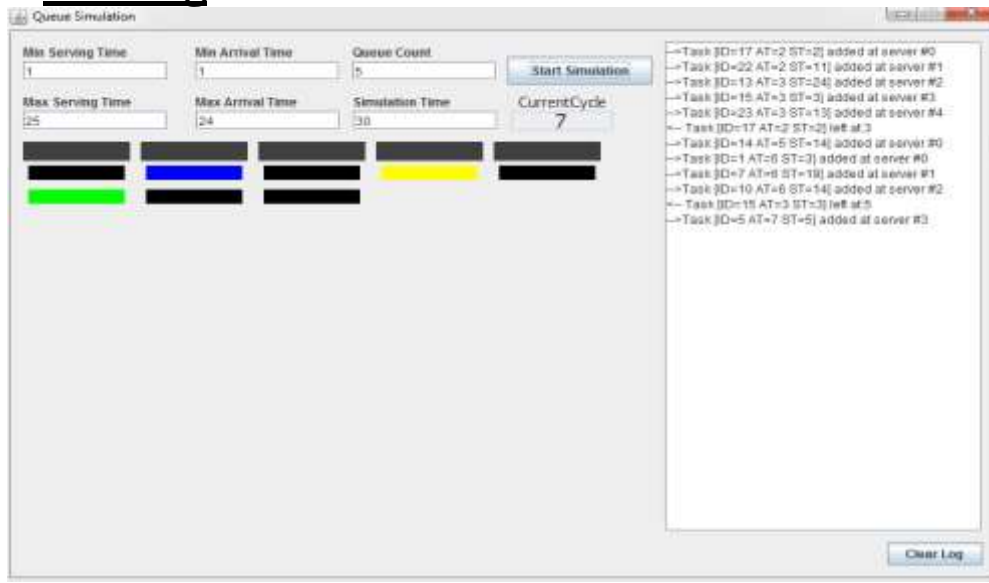 Queue Simulation
Min Serving Time Min Arrival Time Queue Count
1 1 5 Start Simulation
Max Serving Time Max Arrival Time Simulation Time CurrentCycle
25 24 30 7
-->Task [ID=17 AT=2 ST=2] added at server #0
-->Task [ID=22 AT=2 ST=11] added at server #1
-->Task [ID=13 AT=3 ST=24] added at server #2
-->Task [ID=15 AT=3 ST=3] added at server #3
-->Task [ID=23 AT=3 ST=13] added at server #4
<-- Task [ID=17 AT=2 ST=2] left at:3
-->Task [ID=14 AT=5 ST=14] added at server #0
-->Task [ID=1 AT=6 ST=3] added at server #0
-->Task [ID=7 AT=6 ST=19] added at server #1
-->Task [ID=10 AT=6 ST=14] added at server #2
<-- Task [ID=15 AT=3 ST=3] left at:5
-->Task [ID=5 AT=7 ST=5] added at server #3
Clear Log